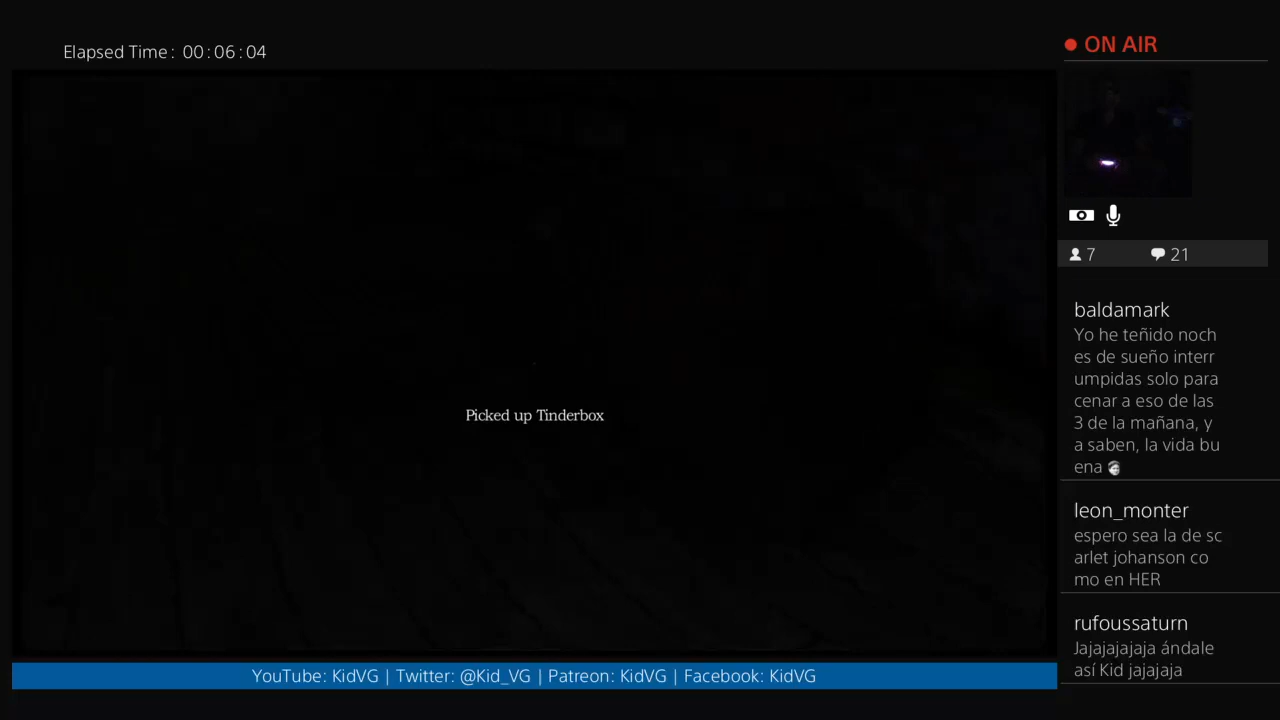 Elapsed Time: 00:06:04
ON AIR
7 21
Picked up Tinderbox
baldamark
Yo he teñido noch
es de sueño interr
umpidas solo para
cenar a eso de las
3 de la mañana, y
a saben, la vida bu
ena
leon_monter
espero sea la de sc
arlet johanson co
mo en HER
rufoussaturn
Jajajajajaja ándale
así Kid jajajaja
YouTube: KidVG | Twitter: @Kid_VG | Patreon: KidVG | Facebook: KidVG